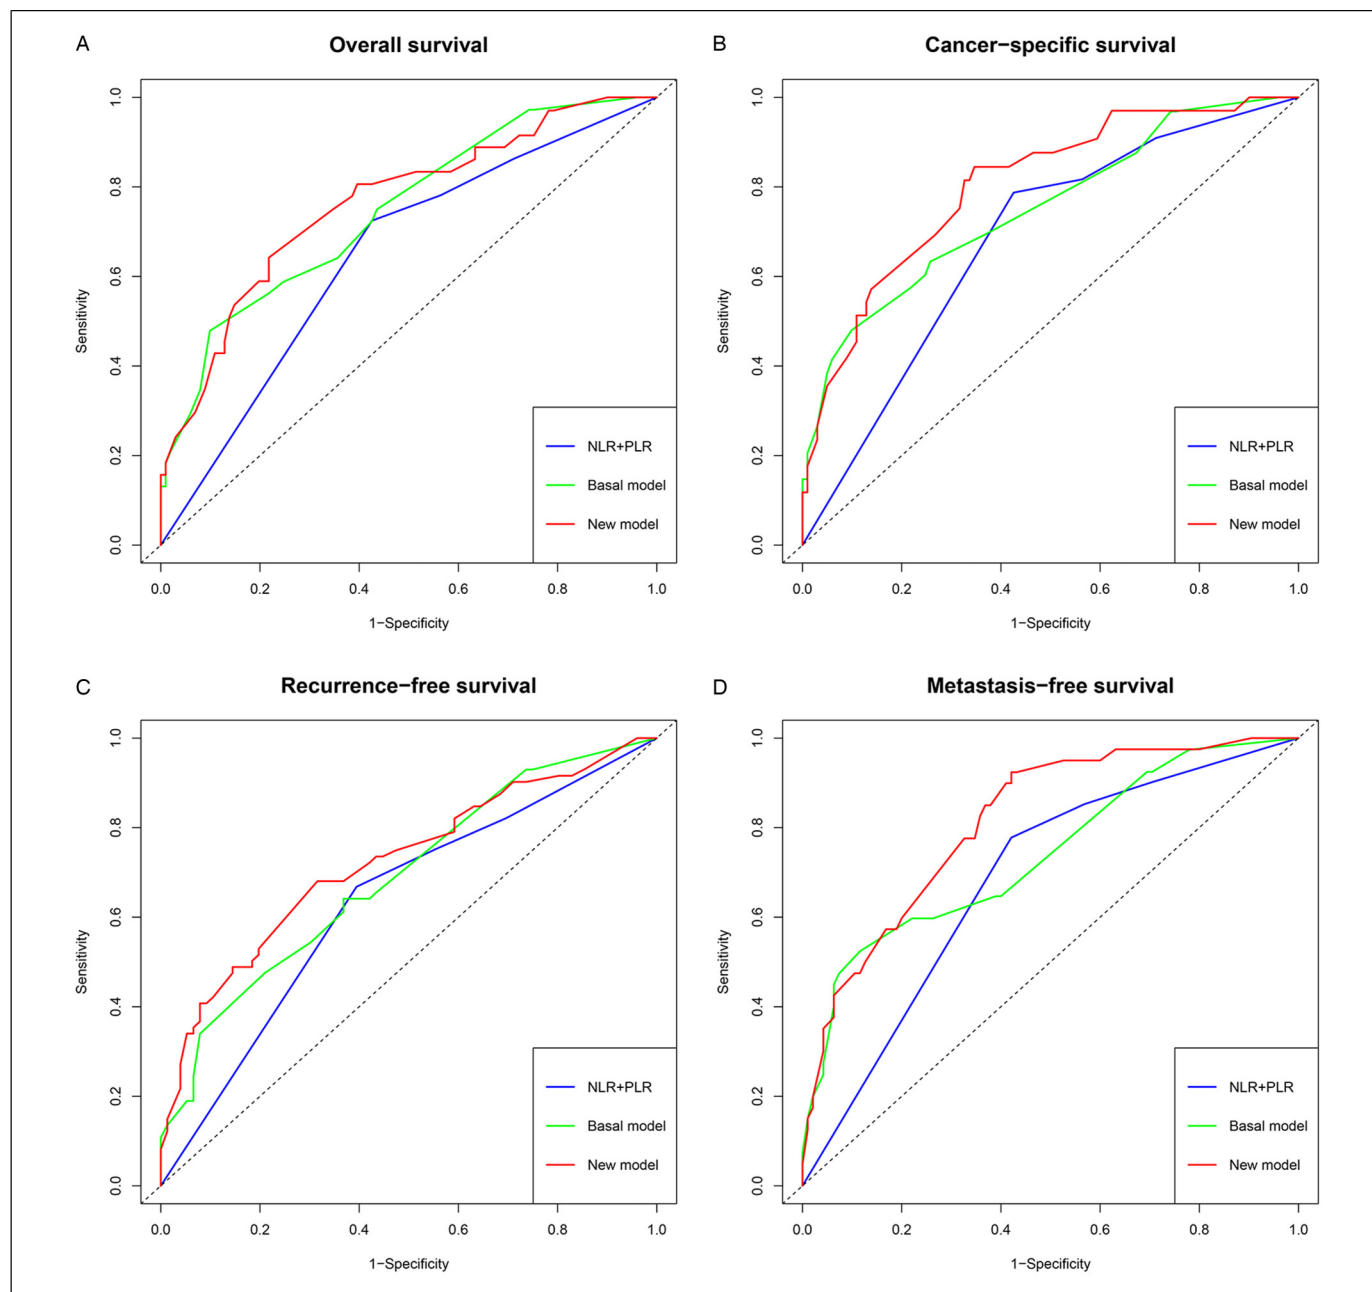 A
Overall survival
Sensitivity
1.0
0.8
0.6
0.4
0.2
0.0
NLR+PLR
Basal model
New model
0.0 0.2 0.4 0.6 0.8 1.0
1−Specificity
B
Cancer−specific survival
Sensitivity
1.0
0.8
0.6
0.4
0.2
0.0
NLR+PLR
Basal model
New model
0.0 0.2 0.4 0.6 0.8 1.0
1−Specificity
C
Recurrence−free survival
Sensitivity
1.0
0.8
0.6
0.4
0.2
0.0
NLR+PLR
Basal model
New model
0.0 0.2 0.4 0.6 0.8 1.0
1−Specificity
D
Metastasis−free survival
Sensitivity
1.0
0.8
0.6
0.4
0.2
0.0
NLR+PLR
Basal model
New model
0.0 0.2 0.4 0.6 0.8 1.0
1−Specificity